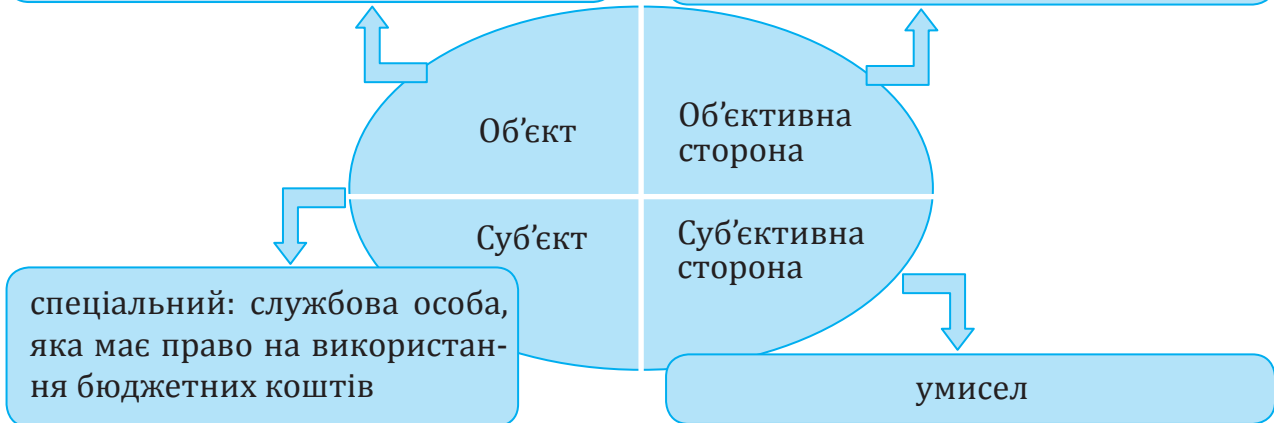 Об’єкт
Об’єктивна
сторона
Суб’єкт
Суб’єктивна
сторона
спеціальний: службова особа,
яка має право на використан-
ня бюджетних коштів
умисел